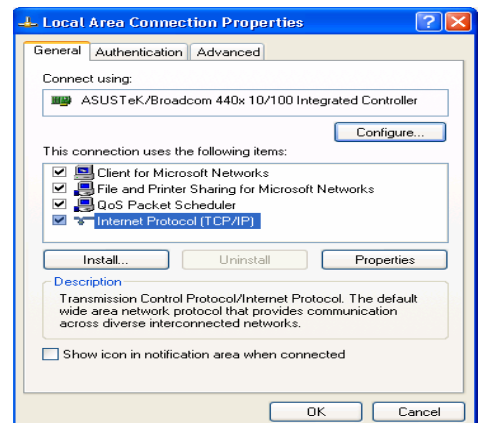 Local Area Connection Properties
General Authentication Advanced
Connect using:
ASUSTeK/Broadcom 440x 10/100 Integrated Controller
Configure...
This connection uses the following items:
Client for Microsoft Networks
File and Printer Sharing for Microsoft Networks
QoS Packet Scheduler
Internet Protocol (TCP/IP)
Install... Uninstall Properties
Description
Transmission Control Protocol/Internet Protocol. The default
wide area network protocol that provides communication
across diverse interconnected networks.
Show icon in notification area when connected
OK Cancel